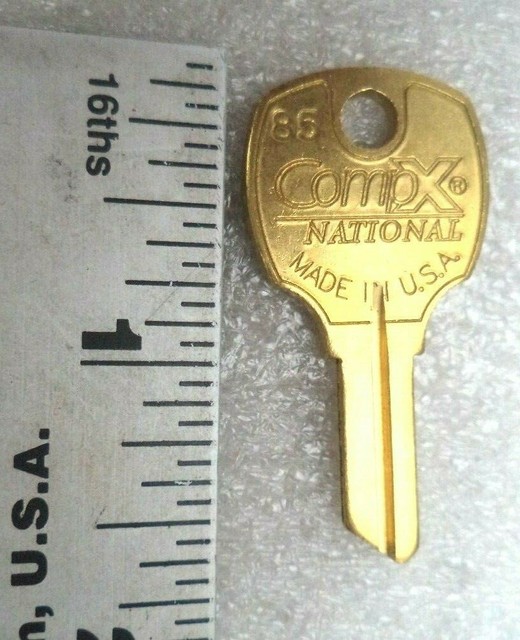 16ths
1
, U.S.A.
85
CompX®
NATIONAL
MADE IN U.S.A.